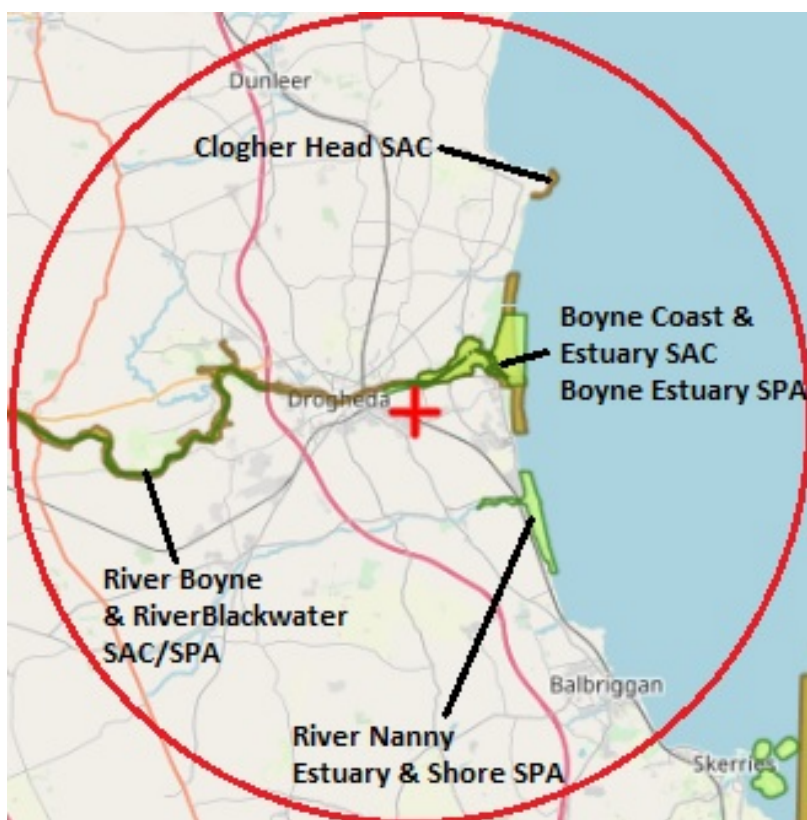 Dunleer
Clogher Head SAC
Boyne Coast &
Estuary SAC
Boyne Estuary SPA
Drogheda
River Boyne
& RiverBlackwater
SAC/SPA
Balbriggan
River Nanny
Estuary & Shore SPA
Skerries